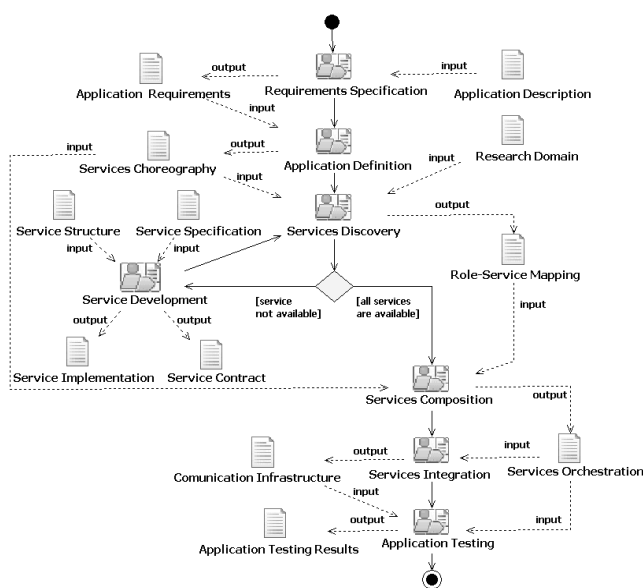 output
input
Application Requirements
Requirements Specification
Application Description
input
input
output
input
Services Choreography
Application Definition
Research Domain
input
output
Service Structure
Service Specification
Services Discovery
input
input
Role-Service Mapping
Service Development
[service
not available]
[all services
are available]
input
output
output
Service Implementation
Service Contract
Services Composition
output
output
input
Comunication Infrastructure
Services Integration
Services Orchestration
input
output
input
Application Testing Results
Application Testing